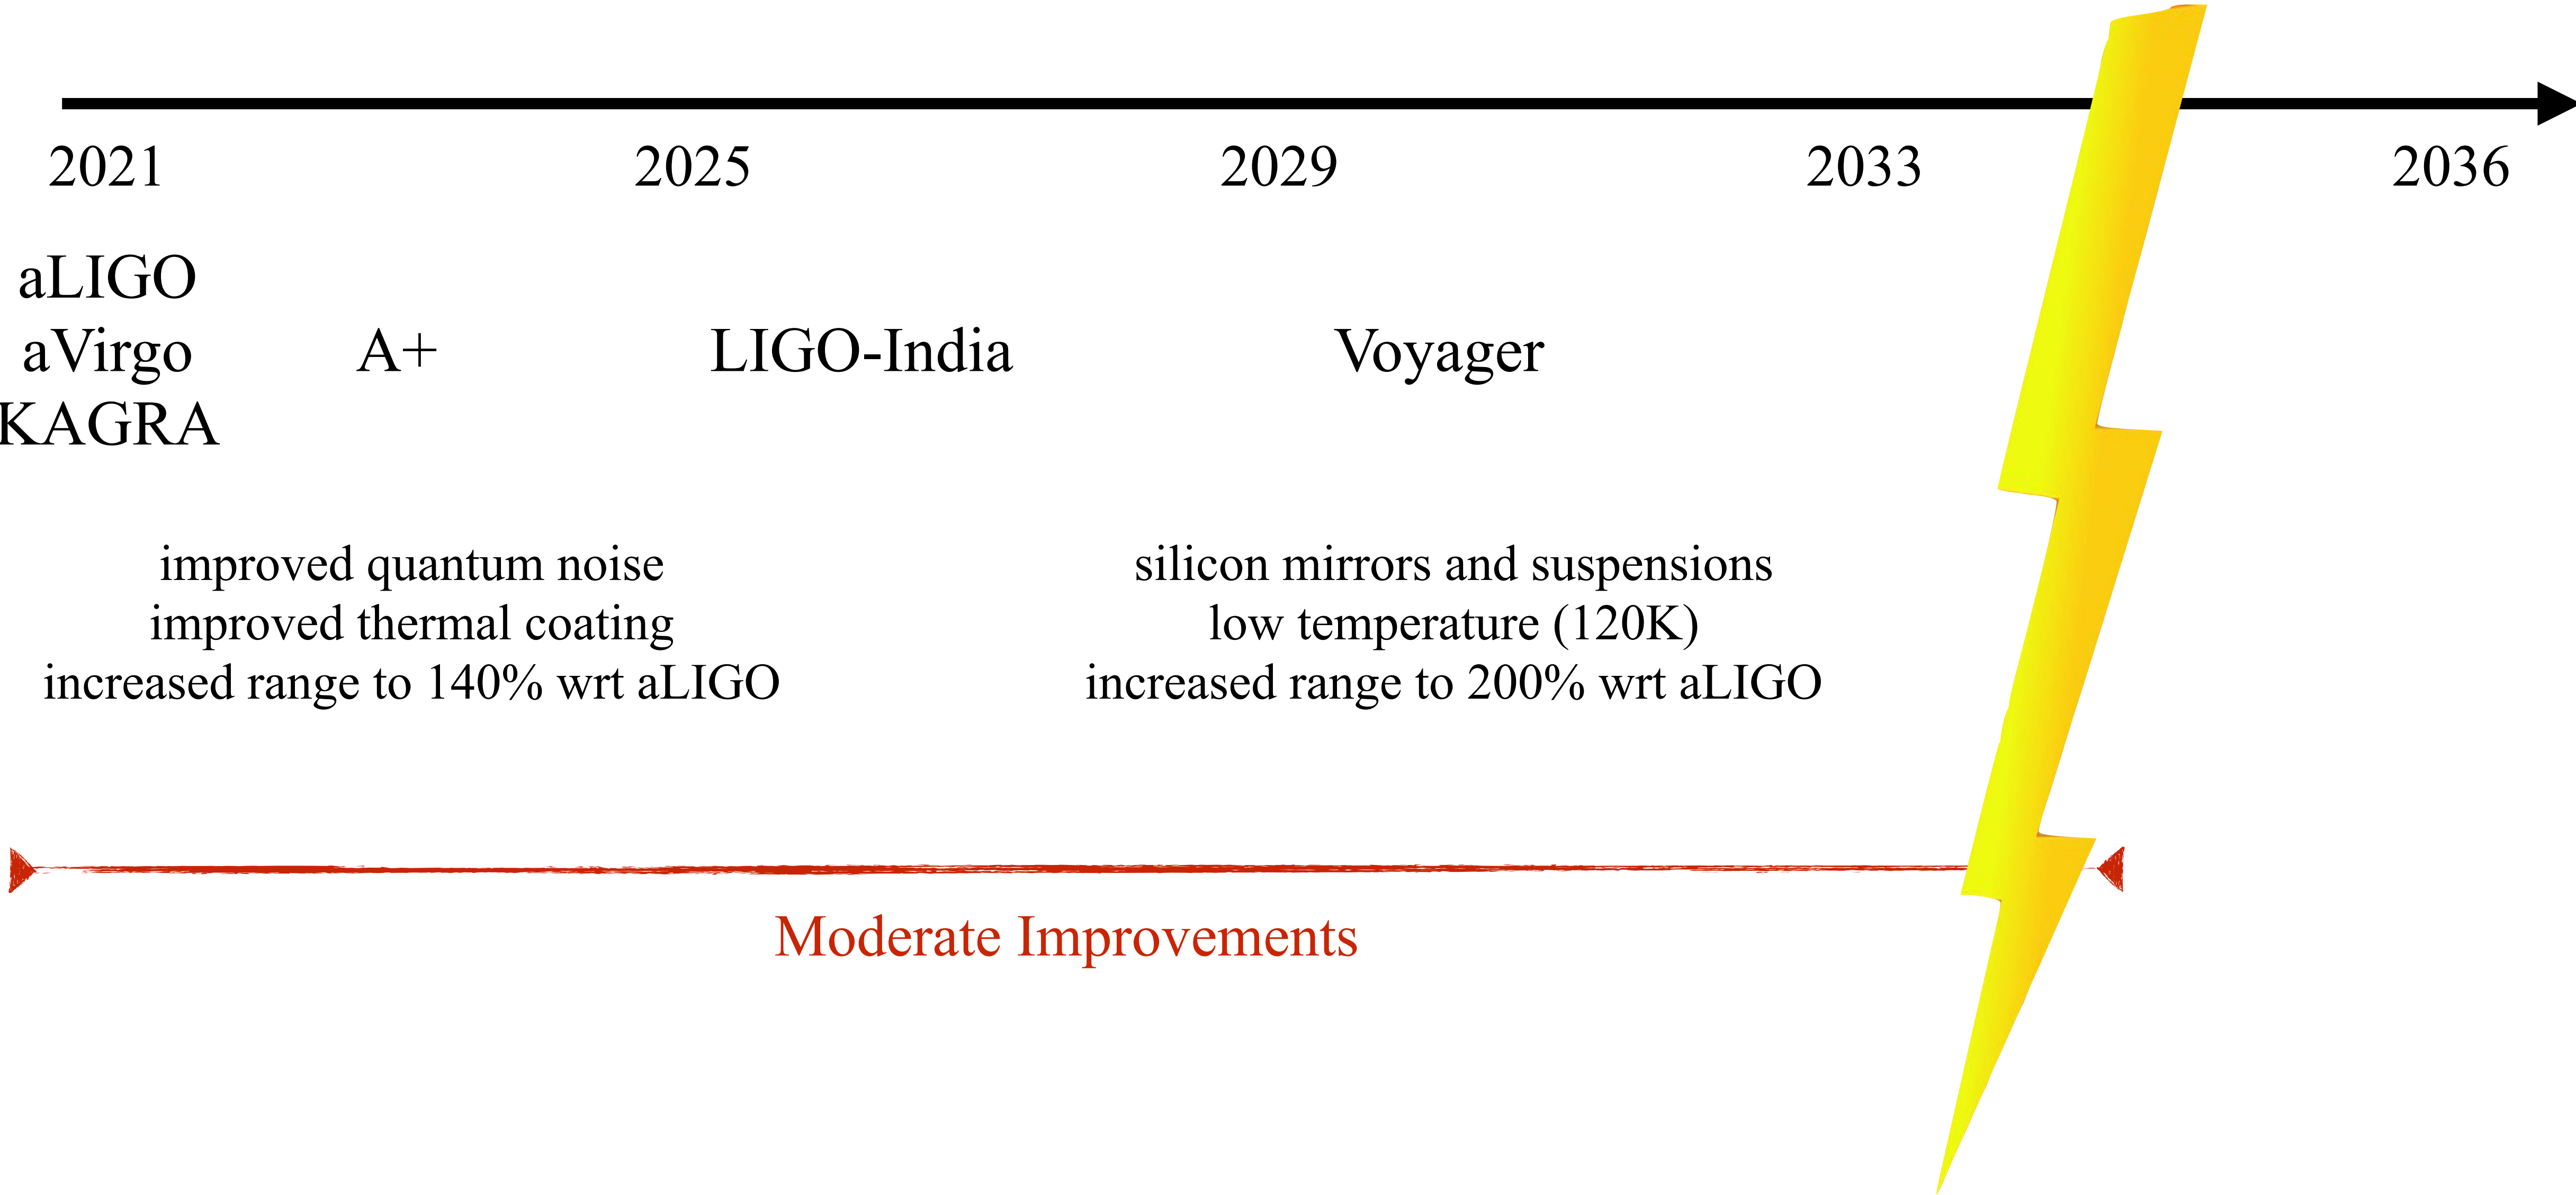 2021 2025 2029 2033 2036
aLIGO
aVirgo A+ LIGO-India Voyager
KAGRA
improved quantum noise
improved thermal coating
increased range to 140% wrt aLIGO
silicon mirrors and suspensions
low temperature (120K)
increased range to 200% wrt aLIGO
Moderate Improvements